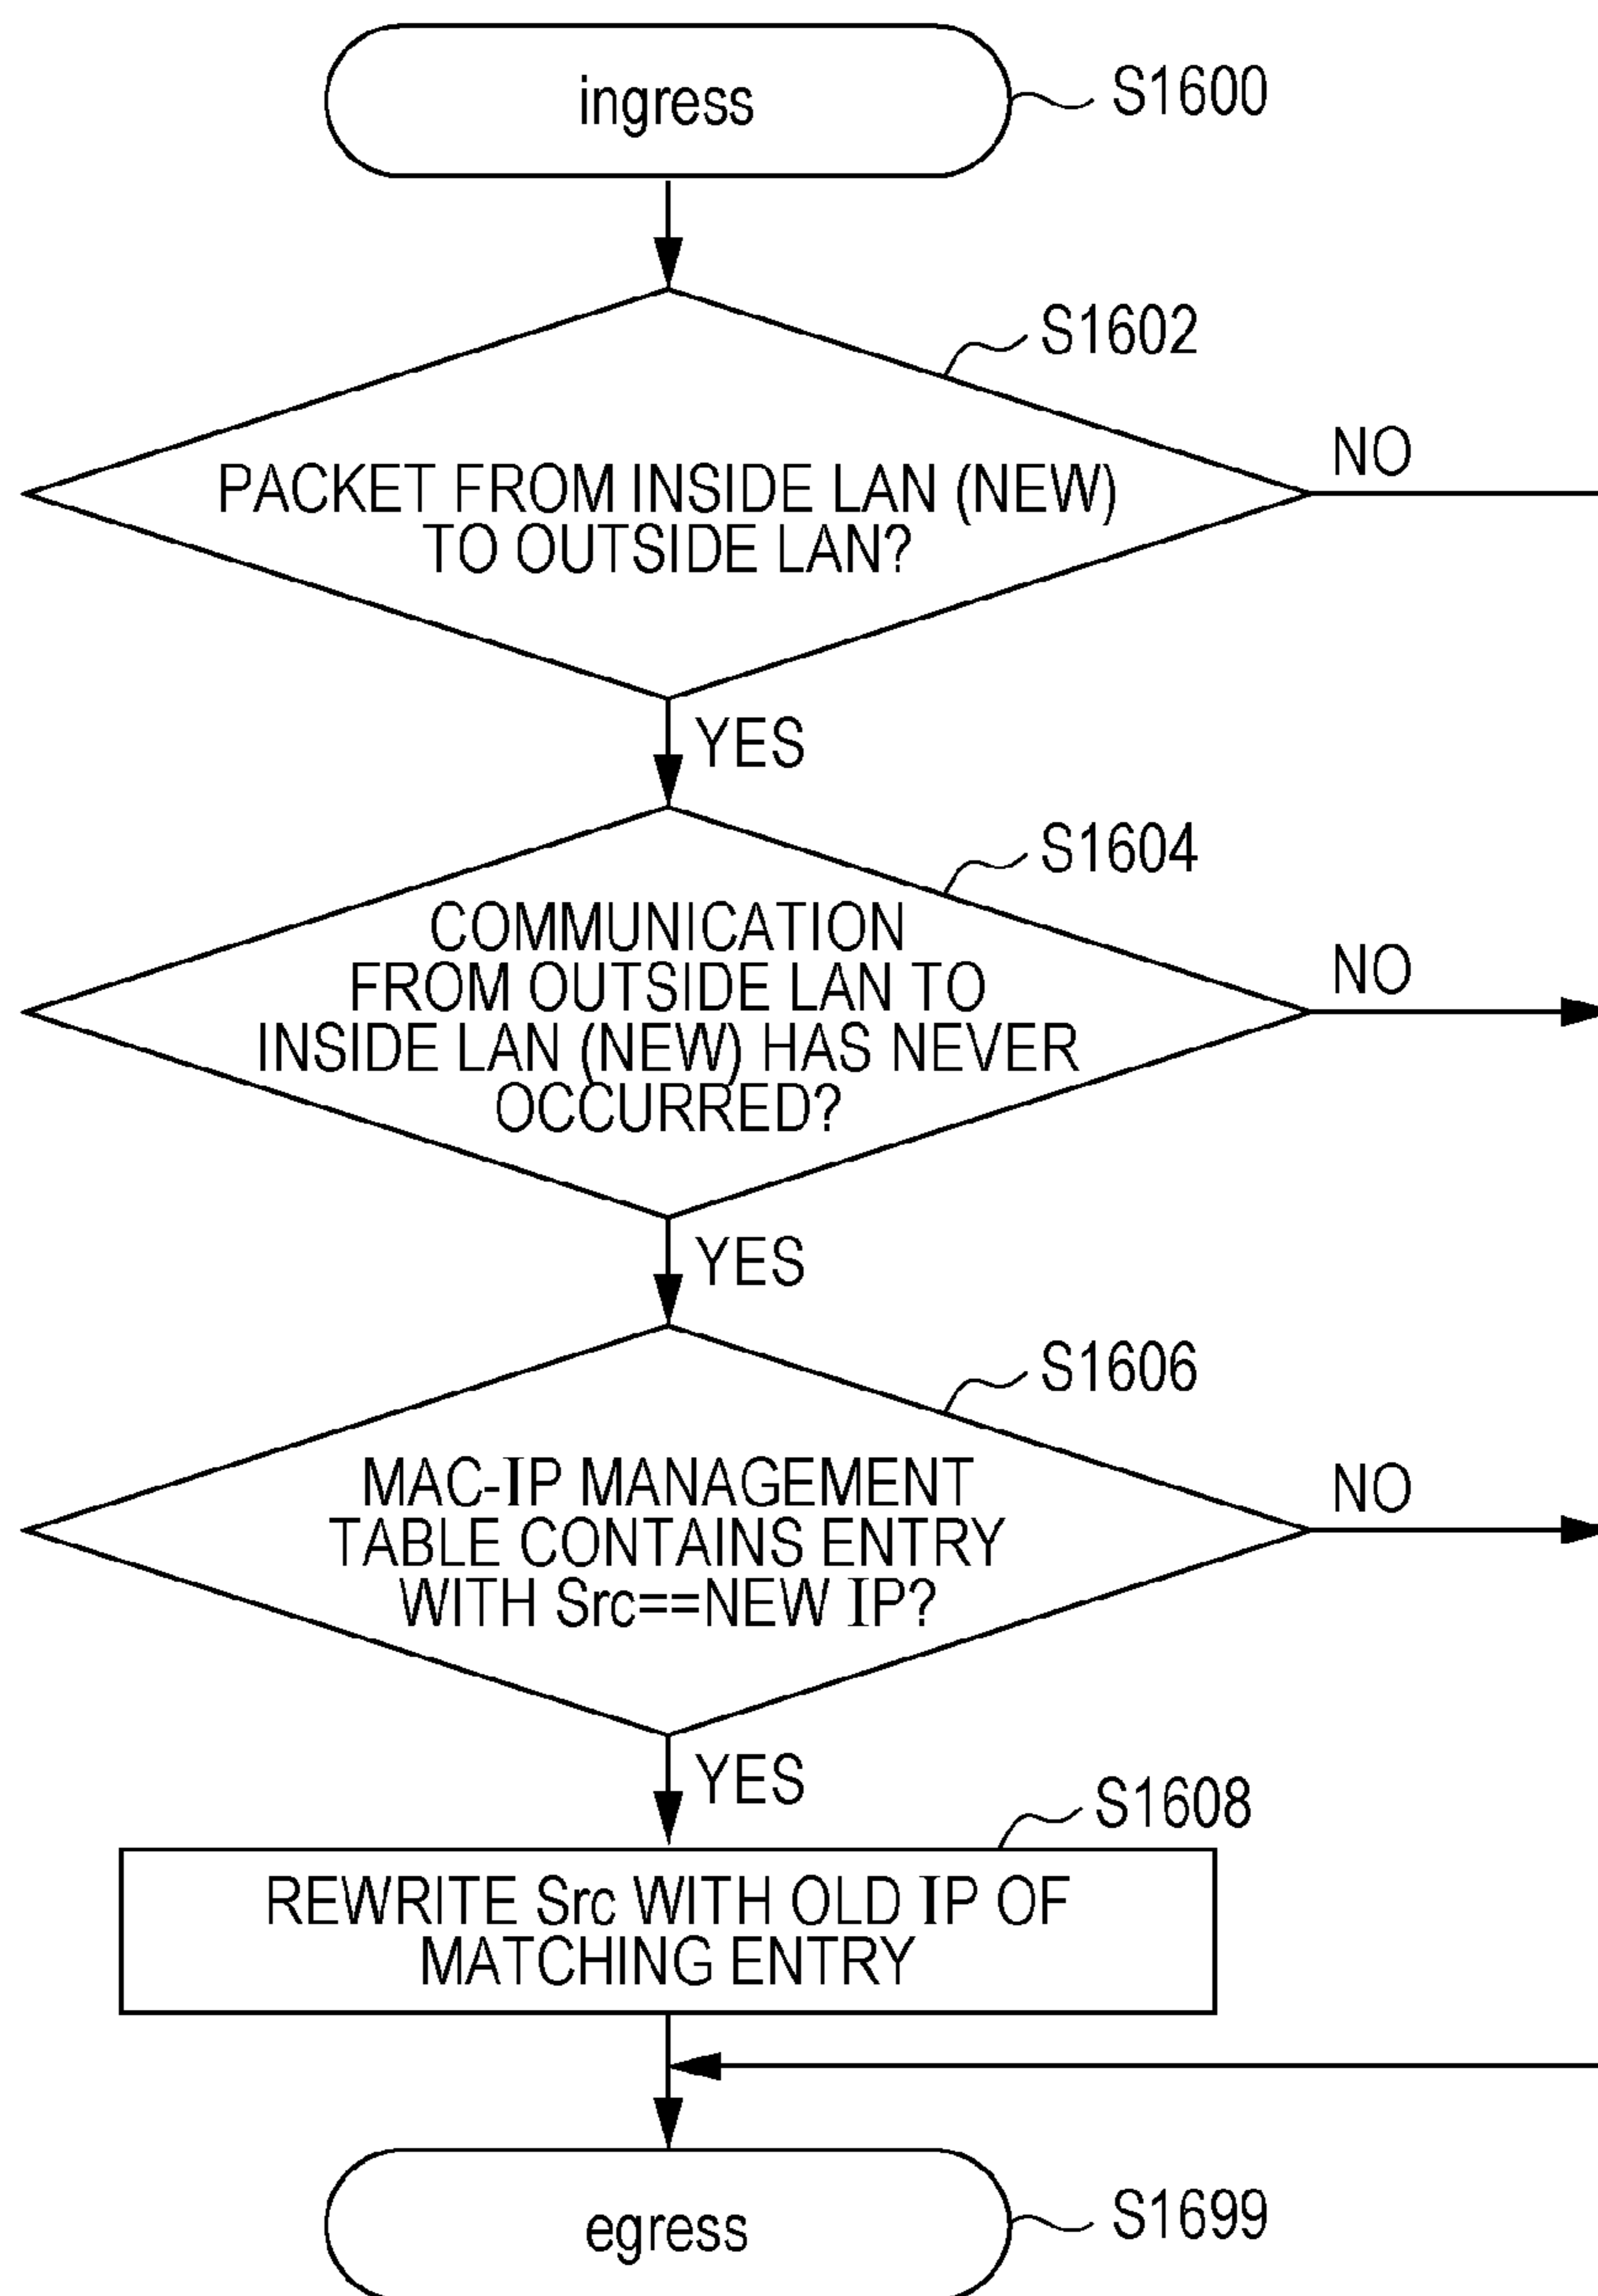 ingress
S1600
S1602
PACKET FROM INSIDE LAN (NEW)
TO OUTSIDE LAN?
NO
YES
S1604
COMMUNICATION
FROM OUTSIDE LAN TO
INSIDE LAN (NEW) HAS NEVER
OCCURRED?
NO
YES
S1606
MAC-IP MANAGEMENT
TABLE CONTAINS ENTRY
WITH Src==NEW IP?
NO
YES
S1608
REWRITE Src WITH OLD IP OF
MATCHING ENTRY
egress
S1699